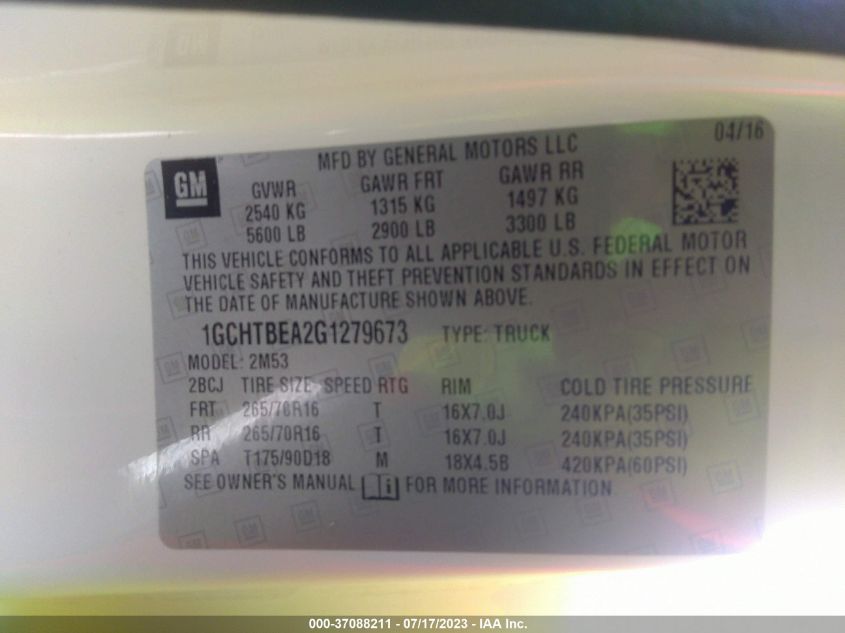 MFD BY GENERAL MOTORS LLC 04/16
GM
GVWR GAWR FRT GAWR RR
2540 KG 1315 KG 1497 KG
5600 LB 2900 LB 3300 LB
THIS VEHICLE CONFORMS TO ALL APPLICABLE U.S. FEDERAL MOTOR
VEHICLE SAFETY AND THEFT PREVENTION STANDARDS IN EFFECT ON
THE DATE OF MANUFACTURE SHOWN ABOVE.
1GCHTBEA2G1279673 TYPE: TRUCK
MODEL: 2M53
2BCJ TIRE SIZE SPEED RTG RIM COLD TIRE PRESSURE
FRT 265/70R16 T 16X7.0J 240KPA(35PSI)
RR 265/70R16 T 16X7.0J 240KPA(35PSI)
SPA T175/90D18 M 18X4.5B 420KPA(60PSI)
SEE OWNER'S MANUAL i FOR MORE INFORMATION
000-37088211 - 07/17/2023 - IAA Inc.